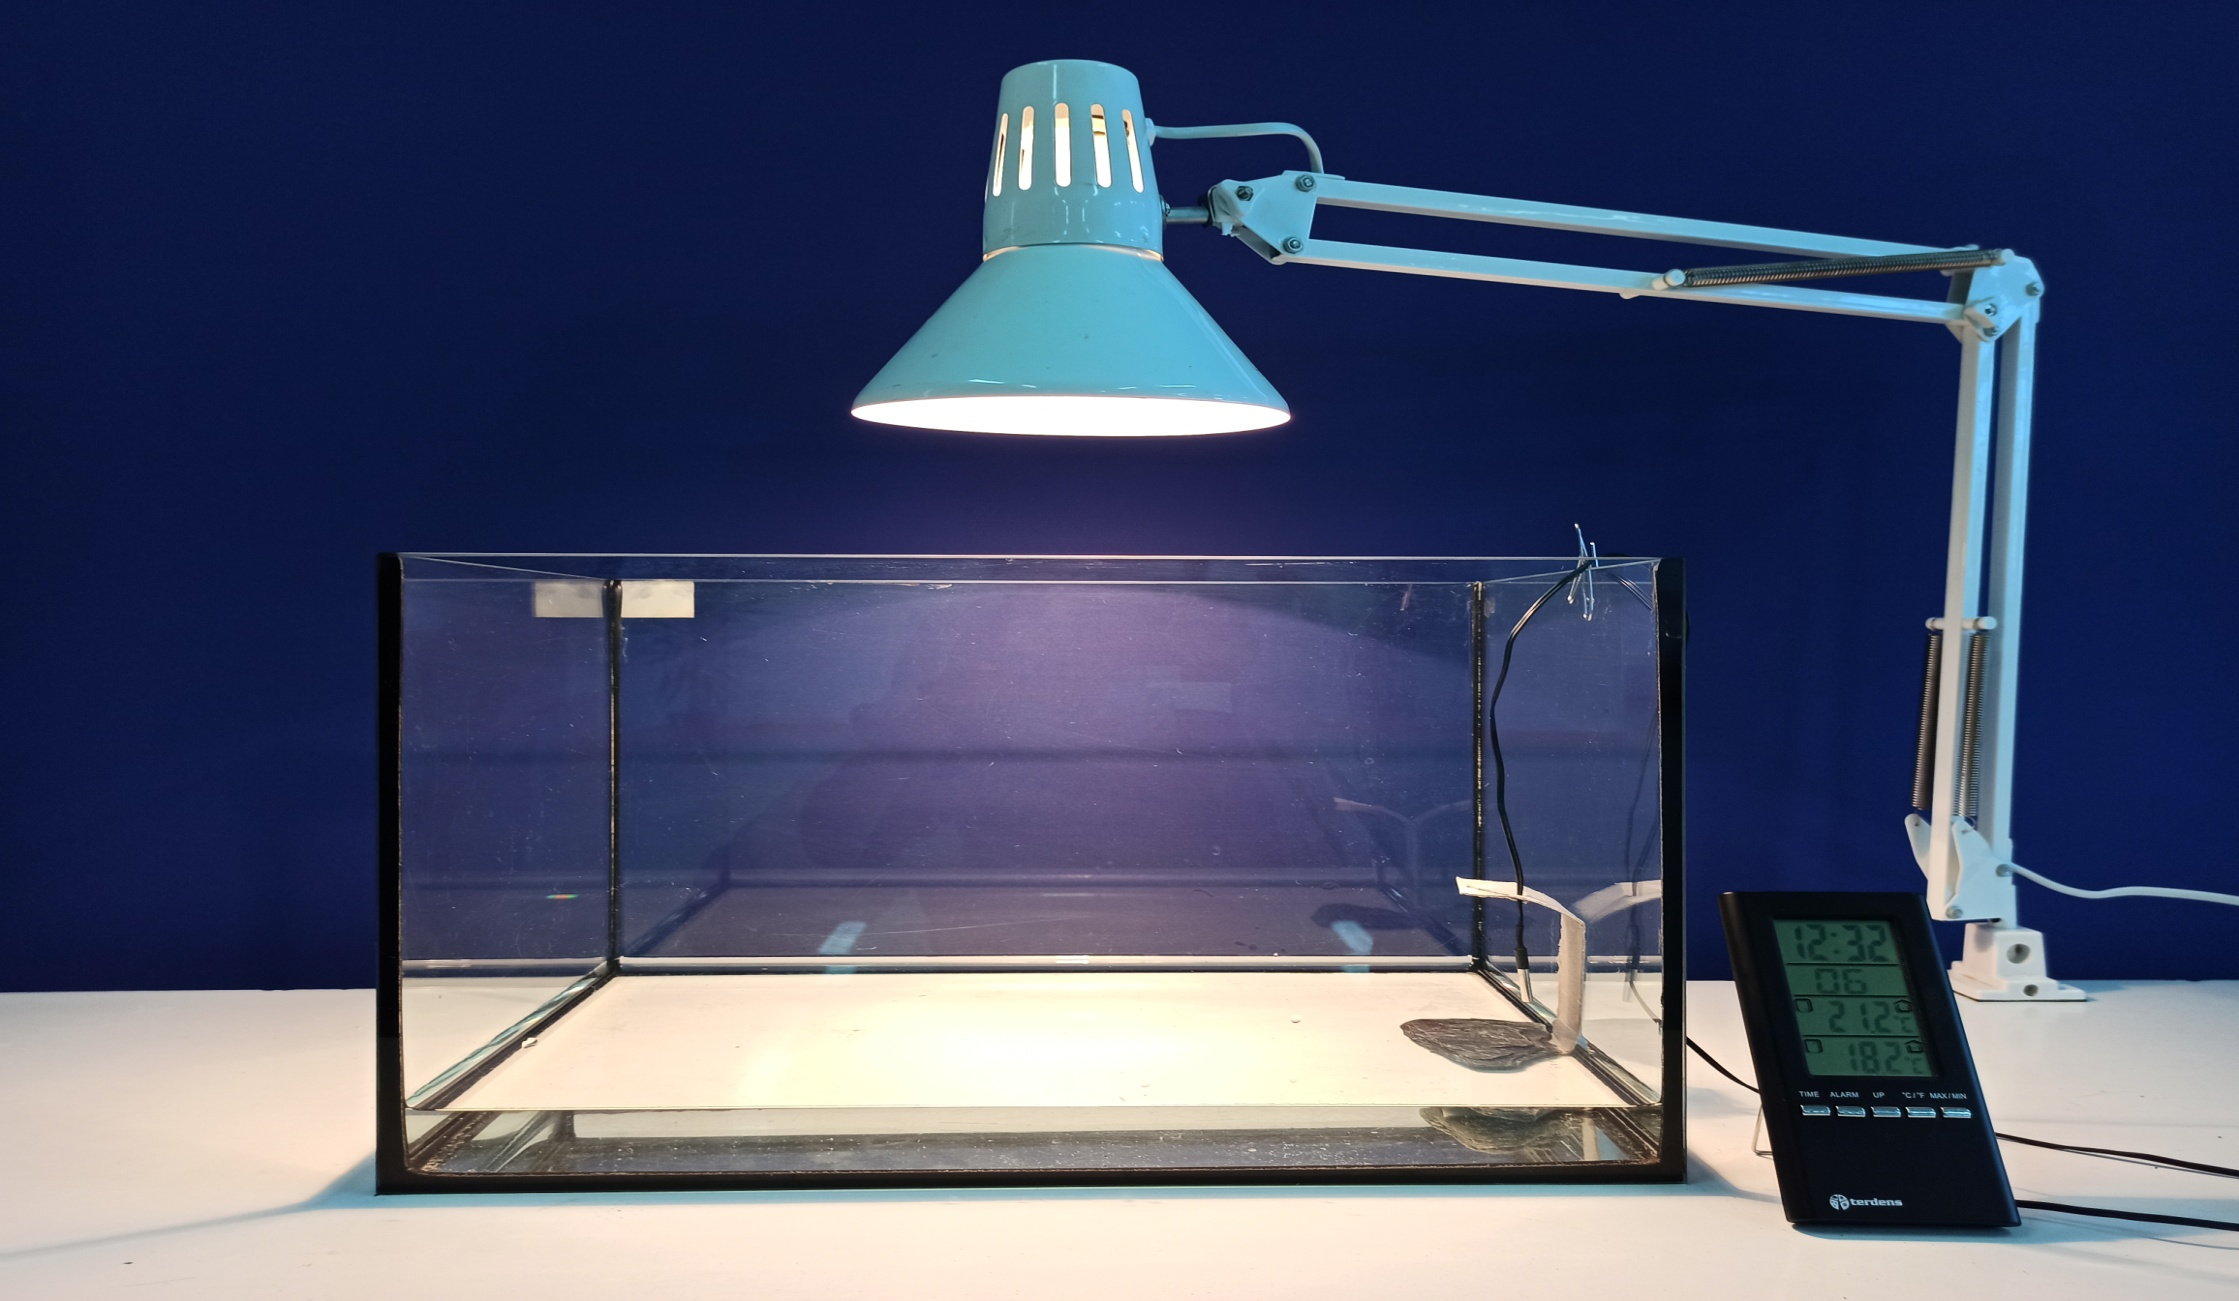 12:32
06
21.2°C
18.2°C
TIME ALARM UP °C/°F MAX/MIN
terdens